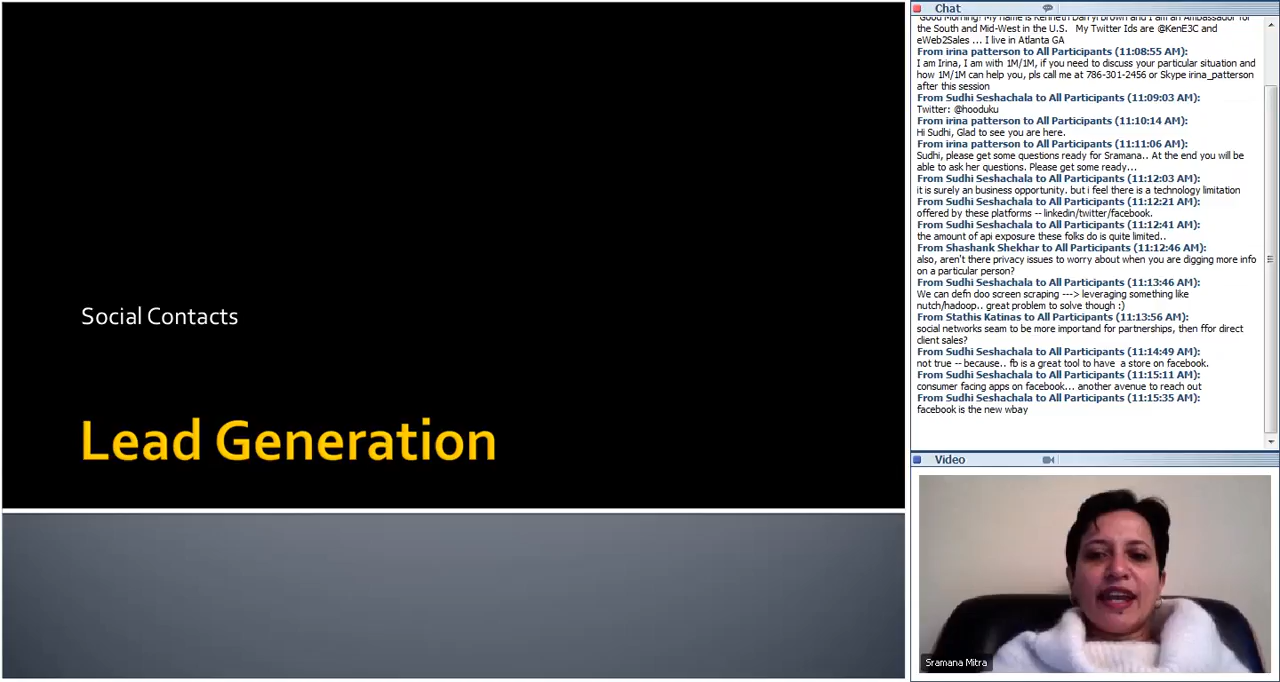 Social Contacts
Lead Generation
Chat
"Good Morning! My name is Kenneth Darryl Brown and I am an Ambassador for
the South and Mid-West in the U.S. My Twitter Ids are @KenE3C and
eWeb2Sales ... I live in Atlanta GA
From irina patterson to All Participants (11:08:55 AM):
I am Irina, I am with 1M/1M, if you need to discuss your particular situation and
how 1M/1M can help you, pls call me at 786-301-2456 or Skype irina_patterson
after this session
From Sudhi Seshachala to All Participants (11:09:03 AM):
Twitter: @hooduku
From irina patterson to All Participants (11:10:14 AM):
Hi Sudhi, Glad to see you are here.
From irina patterson to All Participants (11:11:06 AM):
Sudhi, please get some questions ready for Sramana.. At the end you will be
able to ask her questions. Please get some ready...
From Sudhi Seshachala to All Participants (11:12:03 AM):
it is surely an business opportunity. but i feel there is a technology limitation
From Sudhi Seshachala to All Participants (11:12:21 AM):
offered by these platforms -- linkedin/twitter/facebook.
From Sudhi Seshachala to All Participants (11:12:41 AM):
the amount of api exposure these folks do is quite limited..
From Shashank Shekhar to All Participants (11:12:46 AM):
also, aren't there privacy issues to worry about when you are digging more info
on a particular person?
From Sudhi Seshachala to All Participants (11:13:46 AM):
We can defn doo screen scraping ---> leveraging something like
nutch/hadoop.. great problem to solve though :)
From Stathis Katinas to All Participants (11:13:56 AM):
social networks seam to be more importand for partnerships, then ffor direct
client sales?
From Sudhi Seshachala to All Participants (11:14:49 AM):
not true -- because.. fb is a great tool to have a store on facebook.
From Sudhi Seshachala to All Participants (11:15:11 AM):
consumer facing apps on facebook... another avenue to reach out
From Sudhi Seshachala to All Participants (11:15:35 AM):
facebook is the new wbay
Video
Sramana Mitra